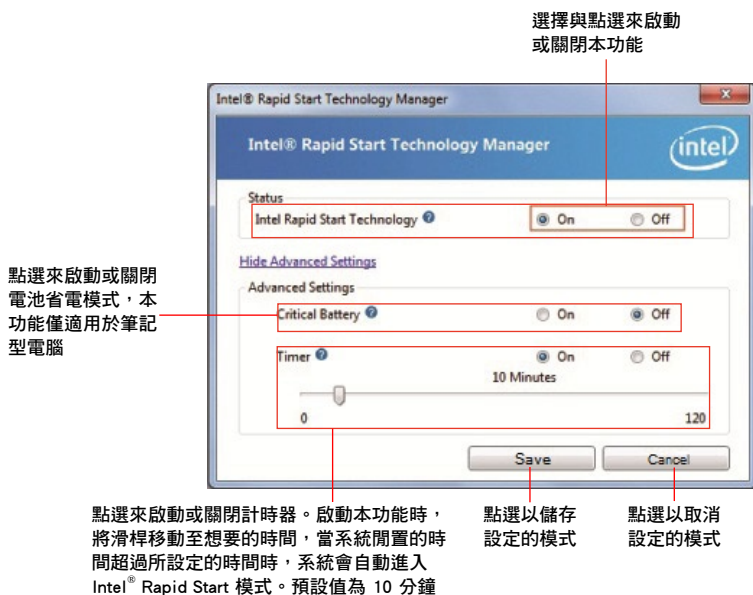 選擇與點選來啟動
或關閉本功能
Intel® Rapid Start Technology Manager
Intel® Rapid Start Technology Manager
intel
Status
Intel Rapid Start Technology ? On Off
Hide Advanced Settings
Advanced Settings
點選來啟動或關閉
電池省電模式，本
功能僅適用於筆記
型電腦
Critical Battery ? On Off
Timer ? On Off
10 Minutes
0 120
Save Cancel
點選來啟動或關閉計時器。啟動本功能時，
將滑桿移動至想要的時間，當系統閒置的時
間超過所設定的時間時，系統會自動進入
Intel® Rapid Start 模式。預設值為 10 分鐘
點選以儲存
設定的模式
點選以取消
設定的模式